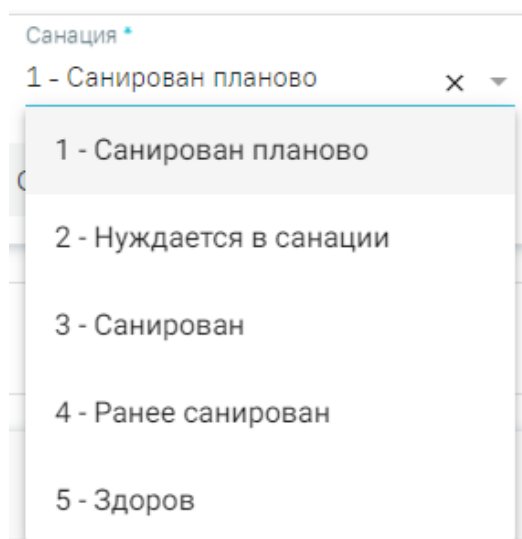 Санация *
1 - Санирован планово
1 - Санирован планово
2 - Нуждается в санации
3 - Санирован
4 - Ранее санирован
5 - Здоров